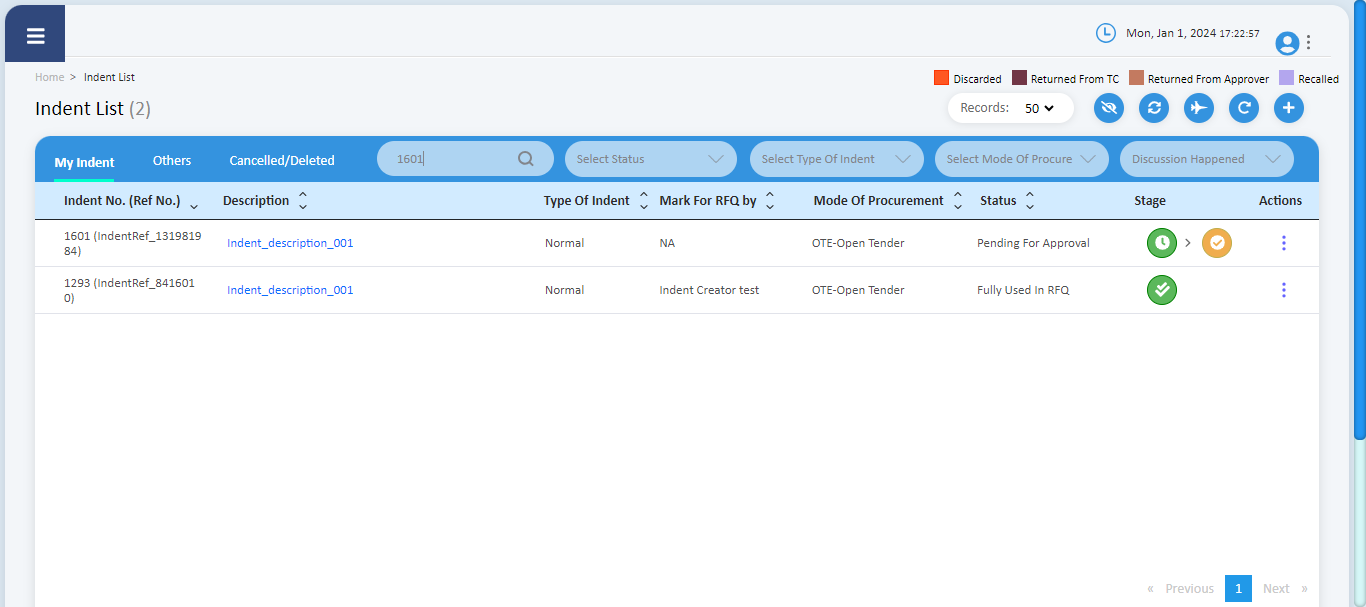 Mon, Jan 1, 2024 17:22:57
Home > Indent List
Discarded Returned From TC Returned From Approver Recalled
Indent List (2)
Records: 50
My Indent Others Cancelled/Deleted 1601 Select Status Select Type Of Indent Select Mode Of Procure Discussion Happened
Indent No. (Ref No.) Description Type Of Indent Mark For RFQ by Mode Of Procurement Status Stage Actions
1601 (IndentRef_1319819
84)
Indent_description_001 Normal NA OTE-Open Tender Pending For Approval >
1293 (IndentRef_841601
0)
Indent_description_001 Normal Indent Creator test OTE-Open Tender Fully Used In RFQ
« Previous 1 Next »